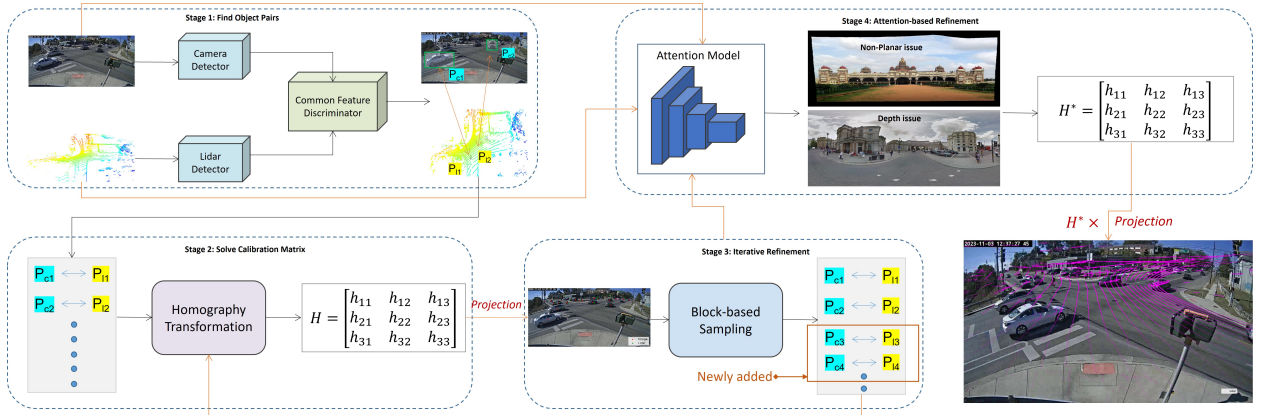 Stage 1: Find Object Pairs
Camera
Detector
Lidar
Detector
Common Feature
Discriminator
Pc1
Pl1
Pl2
Stage 4: Attention-based Refinement
Attention Model
Non-Planar issue
Depth issue
H* = [h11 h12 h13
h21 h22 h23
h31 h32 h33]
Stage 2: Solve Calibration Matrix
Pc1 ↔ Pl1
Pc2 ↔ Pl2
Homography
Transformation
H = [h11 h12 h13
h21 h22 h23
h31 h32 h33]
Projection
Stage 3: Iterative Refinement
Block-based
Sampling
Pc1 ↔ Pl1
Pc2 ↔ Pl2
Pc3 ↔ Pl3
Pc4 ↔ Pl4
Newly added
H* × Projection
2023-11-03 12:37:27 45